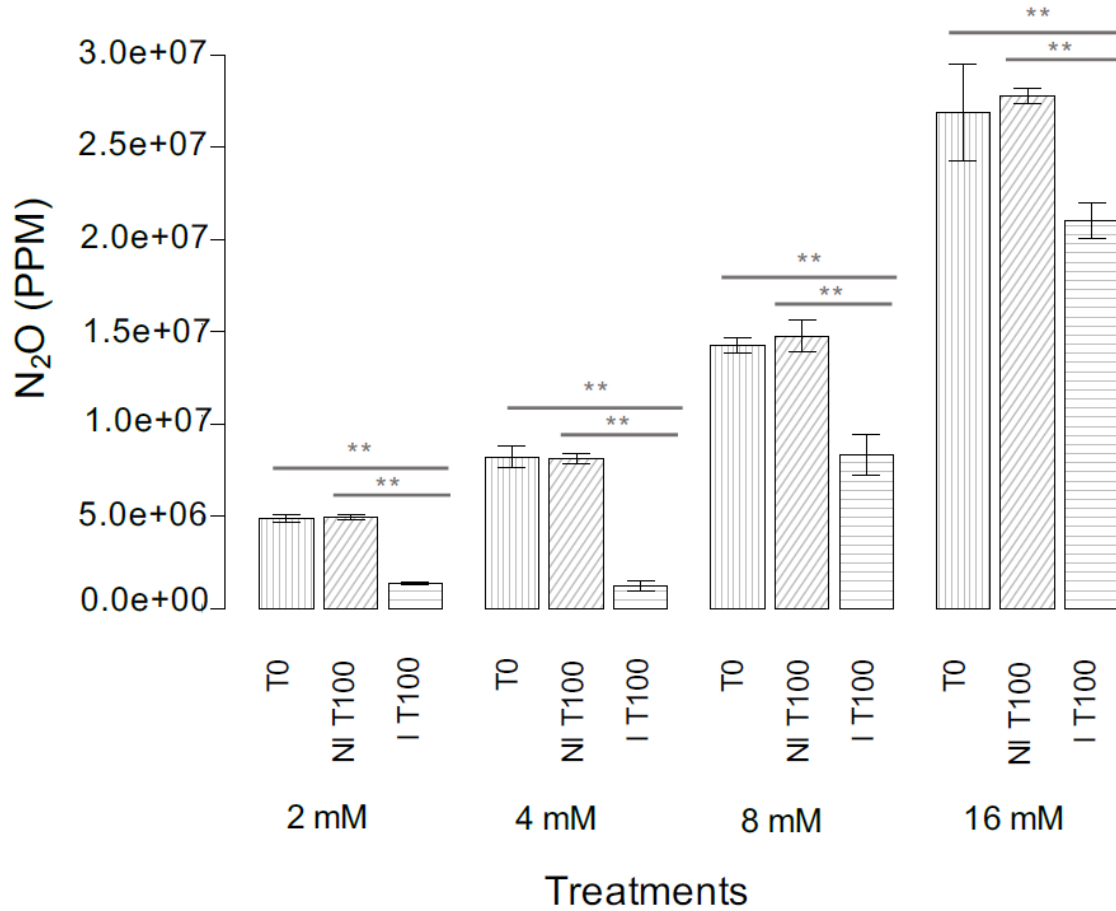 **
**
3.0e+07
2.5e+07
2.0e+07
1.5e+07
1.0e+07
5.0e+06
0.0e+00
N₂O (PPM)
**
**
**
**
**
**
T0
NI T100
I T100
T0
NI T100
I T100
T0
NI T100
I T100
T0
NI T100
I T100
2 mM
4 mM
8 mM
16 mM
Treatments